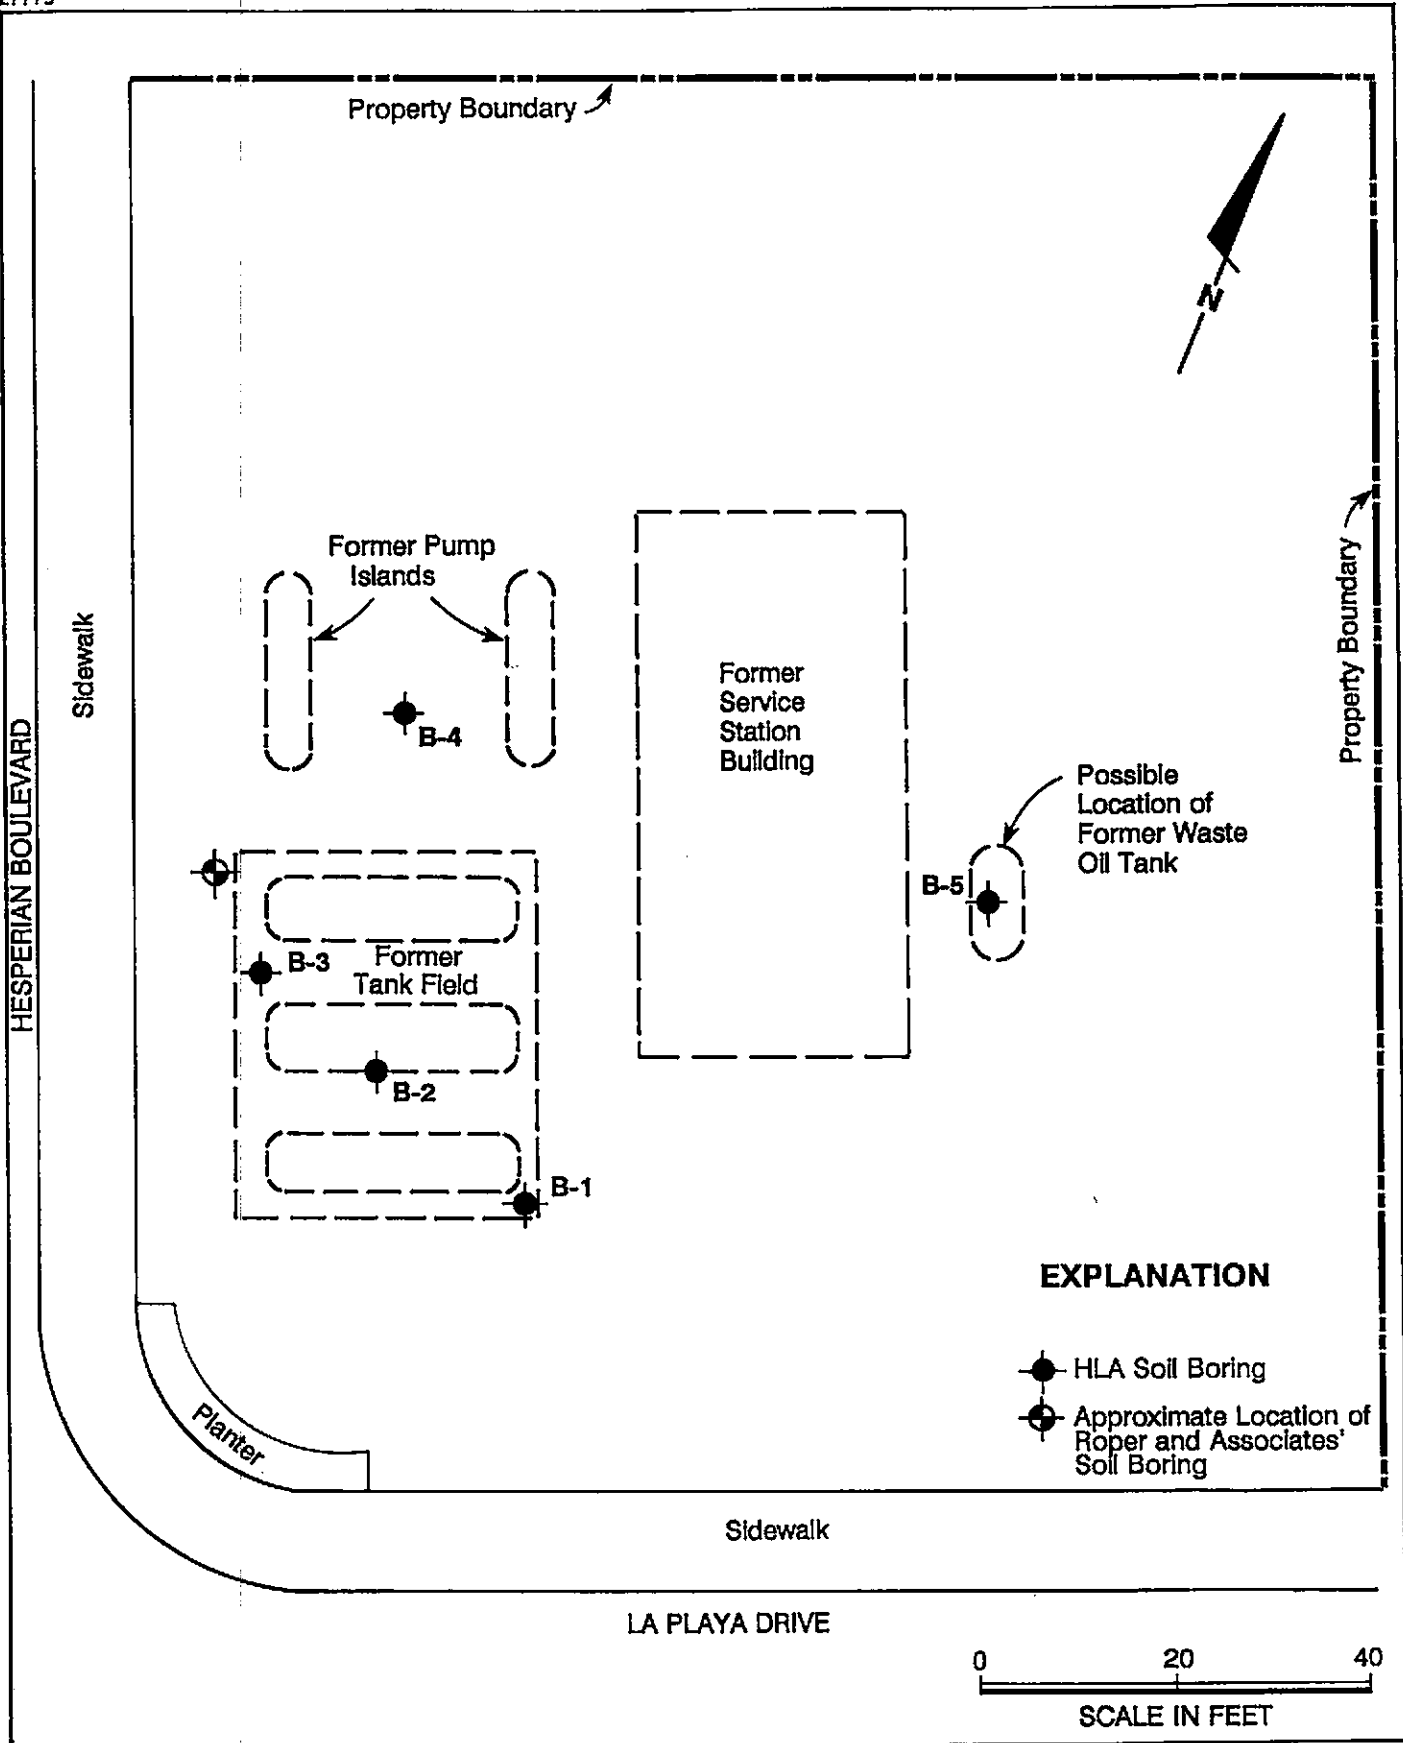 Property Boundary
N
Property Boundary
Former Pump
Islands
Sidewalk
HESPERIAN BOULEVARD
B-4
Former
Service
Station
Building
Possible
Location of
Former Waste
Oil Tank
B-5
B-3
Former
Tank Field
B-2
B-1
EXPLANATION
HLA Soil Boring
Approximate Location of
Roper and Associates'
Soil Boring
Planter
Sidewalk
LA PLAYA DRIVE
0 20 40
SCALE IN FEET